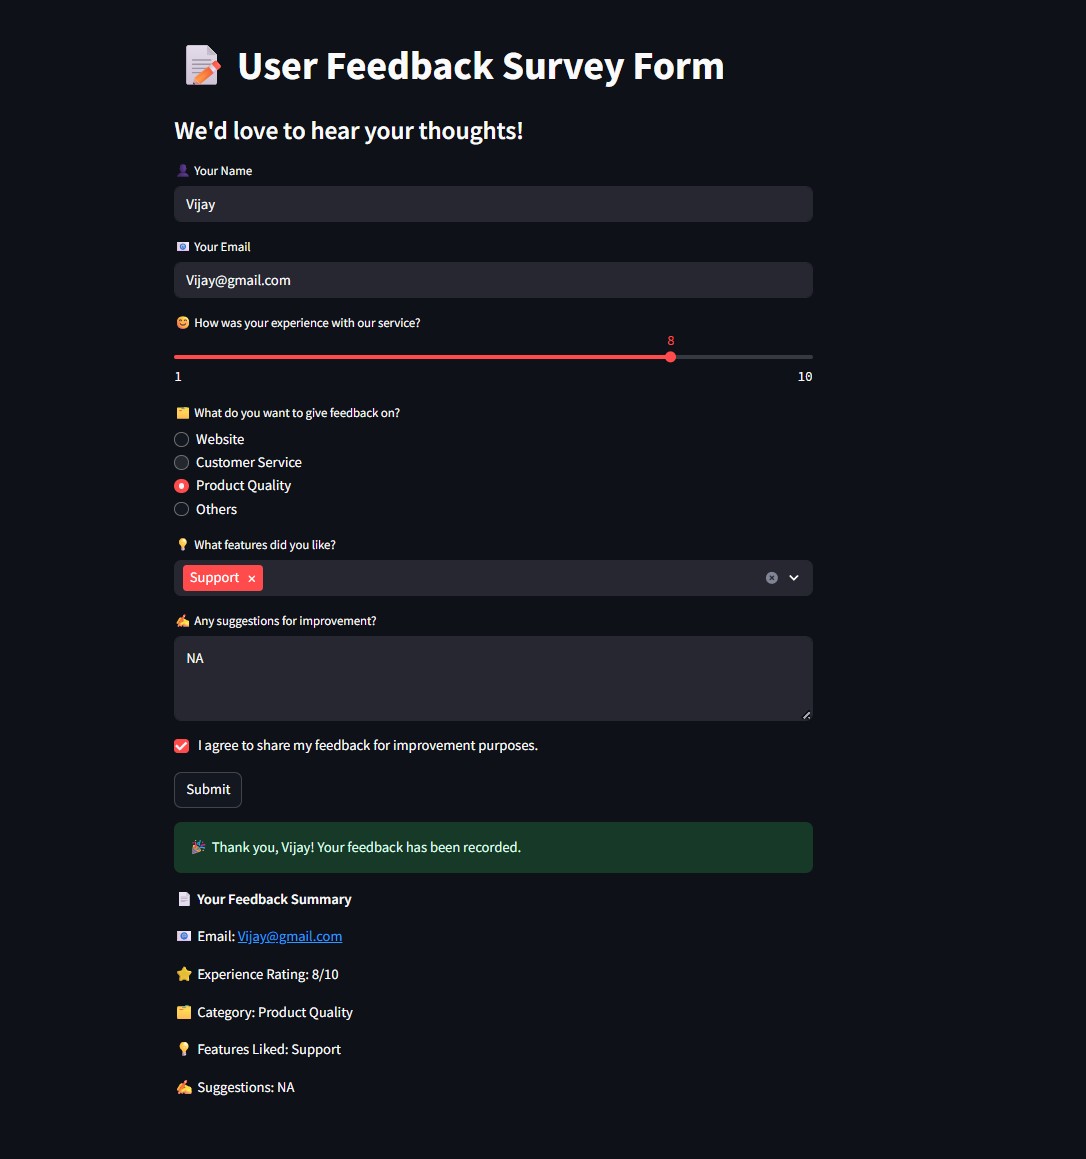 User Feedback Survey Form
We'd love to hear your thoughts!
Your Name
Vijay
Your Email
Vijay@gmail.com
How was your experience with our service?
8
1 10
What do you want to give feedback on?
Website
Customer Service
Product Quality
Others
What features did you like?
Support ×
Any suggestions for improvement?
NA
I agree to share my feedback for improvement purposes.
Submit
Thank you, Vijay! Your feedback has been recorded.
Your Feedback Summary
Email: Vijay@gmail.com
Experience Rating: 8/10
Category: Product Quality
Features Liked: Support
Suggestions: NA